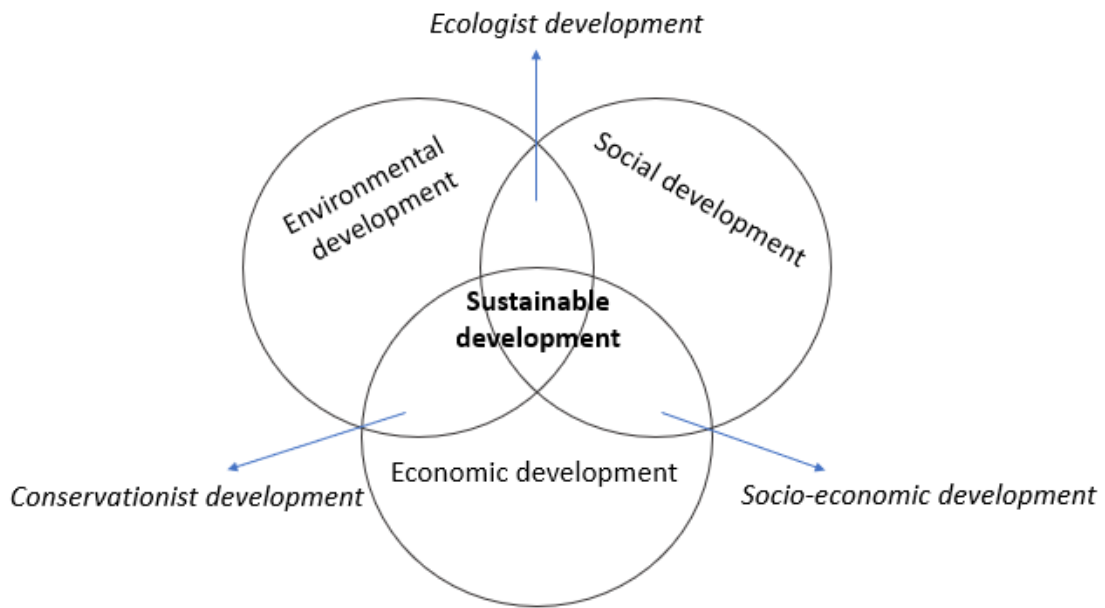 Ecologist development
Environmental
development
Social development
Sustainable
development
Economic development
Conservationist development
Socio-economic development